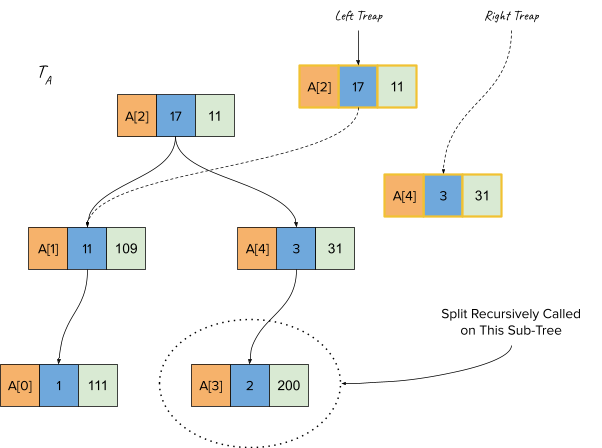 Left Treap
Right Treap
T_A
A[2] 17 11
A[2] 17 11
A[4] 3 31
A[1] 11 109
A[4] 3 31
Split Recursively Called
on This Sub-Tree
A[0] 1 111
A[3] 2 200